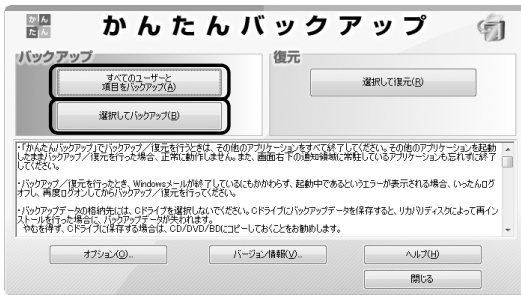 かんたん
かんたんバックアップ
バックアップ
復元
すべてのユーザーと
項目をバックアップ(A)
選択して復元(R)
選択してバックアップ(B)
・「かんたんバックアップ」でバックアップ／復元を行うときは、その他のアプリケーションをすべて終了してください。その他のアプリケーションを起動
したままバックアップ／復元を行った場合、正常に動作しません。また、画面右下の通知領域に常駐しているアプリケーションも忘れずに終了
してください。
・バックアップ／復元を行ったとき、Windowsメールが終了しているにもかかわらず、起動中であるというエラーが表示される場合、いったんログ
オフし、再度ログオンしてからバックアップ／復元を行ってください。
・バックアップデータの格納先には、Cドライブを選択しないでください。Cドライブにバックアップデータを保存すると、リカバリディスクによって再イン
ストールを行った場合に、バックアップデータが失われます。
やむを得ず、Cドライブに保存する場合は、CD/DVD/BDにコピーしておくことをお勧めします。
オプション(O)...
バージョン情報(V)...
ヘルプ(H)
閉じる